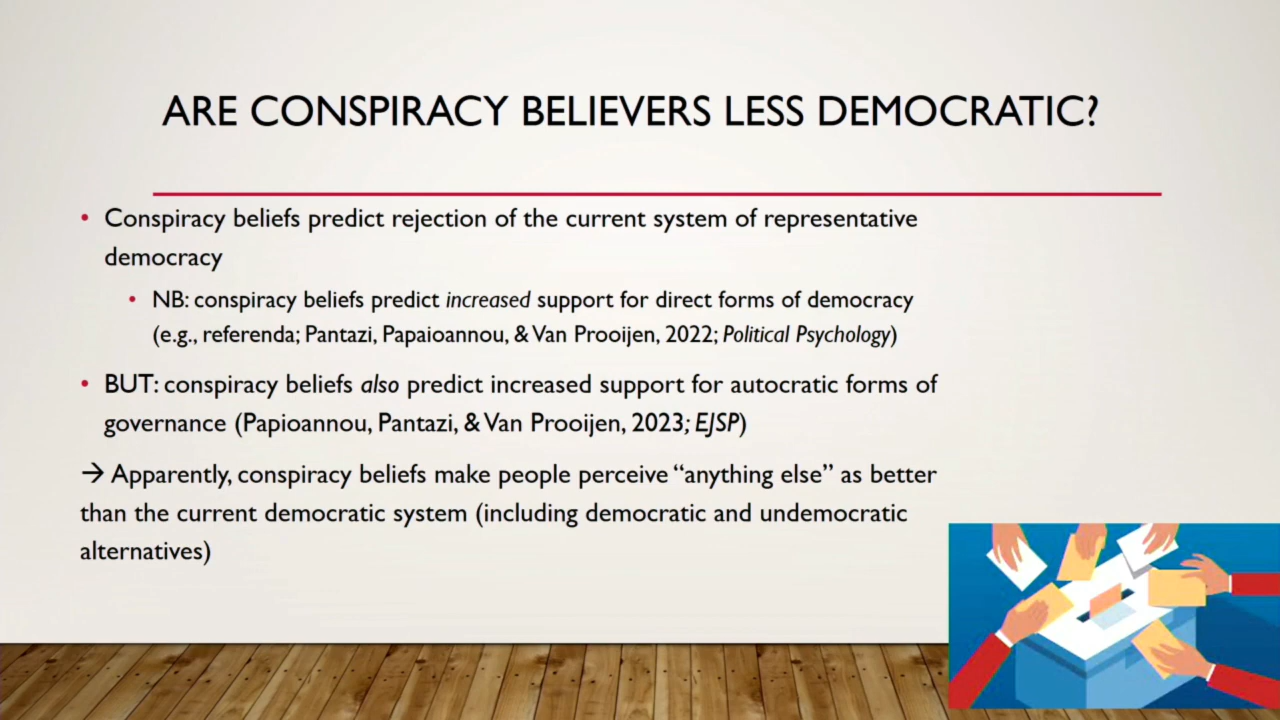 ARE CONSPIRACY BELIEVERS LESS DEMOCRATIC?
• Conspiracy beliefs predict rejection of the current system of representative
democracy
• NB: conspiracy beliefs predict increased support for direct forms of democracy
(e.g., referenda; Pantazi, Papaioannou, & Van Prooijen, 2022; Political Psychology)
• BUT: conspiracy beliefs also predict increased support for autocratic forms of
governance (Papioannou, Pantazi, & Van Prooijen, 2023; EJSP)
→ Apparently, conspiracy beliefs make people perceive “anything else” as better
than the current democratic system (including democratic and undemocratic
alternatives)